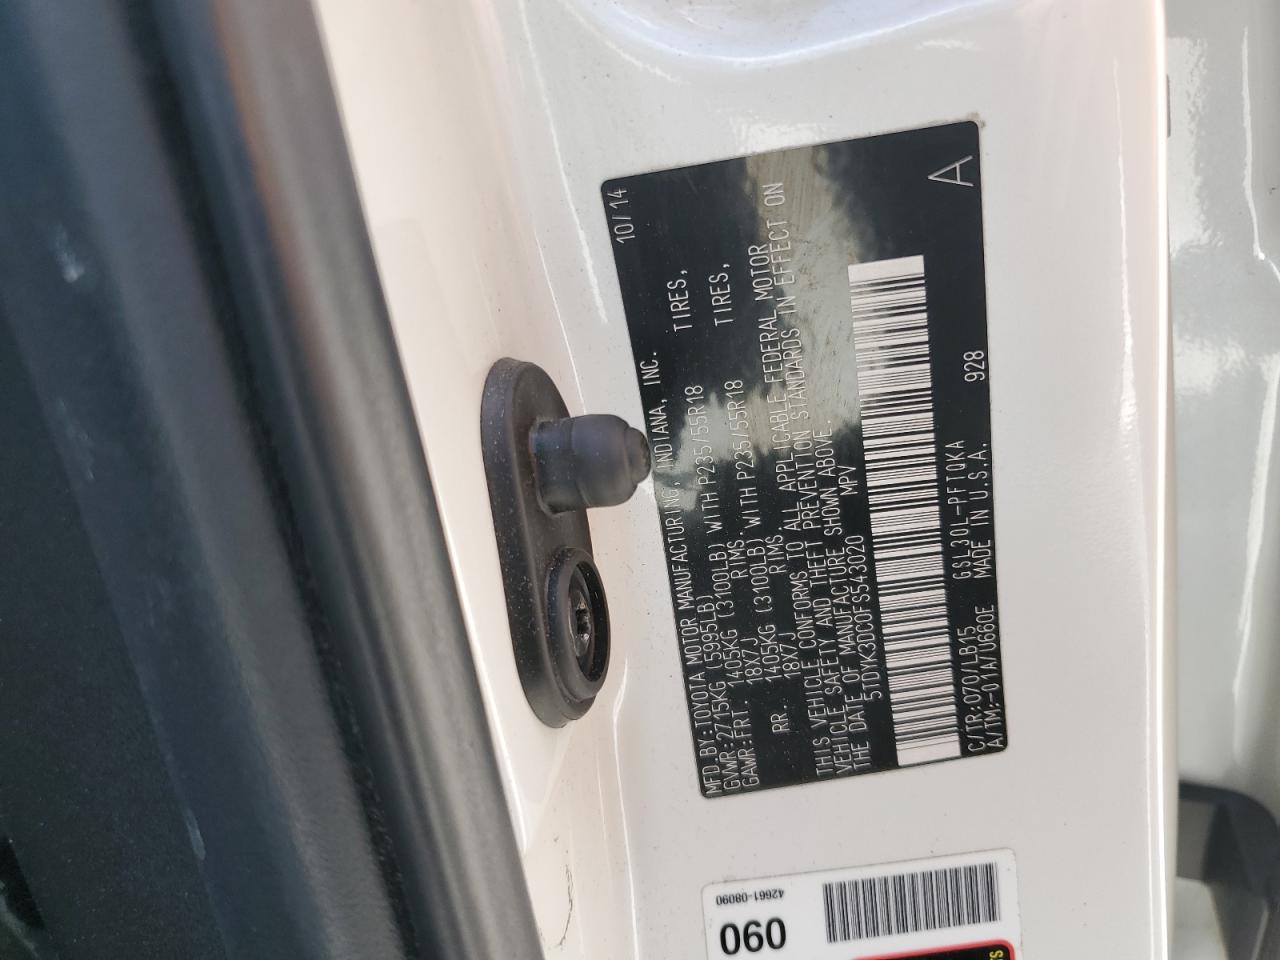 MFD.BY:TOYOTA MOTOR MANUFACTURING, INDIANA, INC. 10/14
GVWR:2715KG (5995LB)
GAWR:FRT. 1405KG (3100LB) WITH P235/55R18 TIRES,
18X7J RIMS.
RR. 1405KG (3100LB) WITH P235/55R18 TIRES,
18X7J RIMS
THIS VEHICLE CONFORMS TO ALL APPLICABLE FEDERAL MOTOR
VEHICLE SAFETY AND THEFT PREVENTION STANDARDS IN EFFECT ON
THE DATE OF MANUFACTURE SHOWN ABOVE.
5TDYK3DC0FS543020 MPV
C/TR:070/LB15 GSL30L-PFTQKA
A/TM:-01A/U660E MADE IN U.S.A. 928
A
42661-08090
090